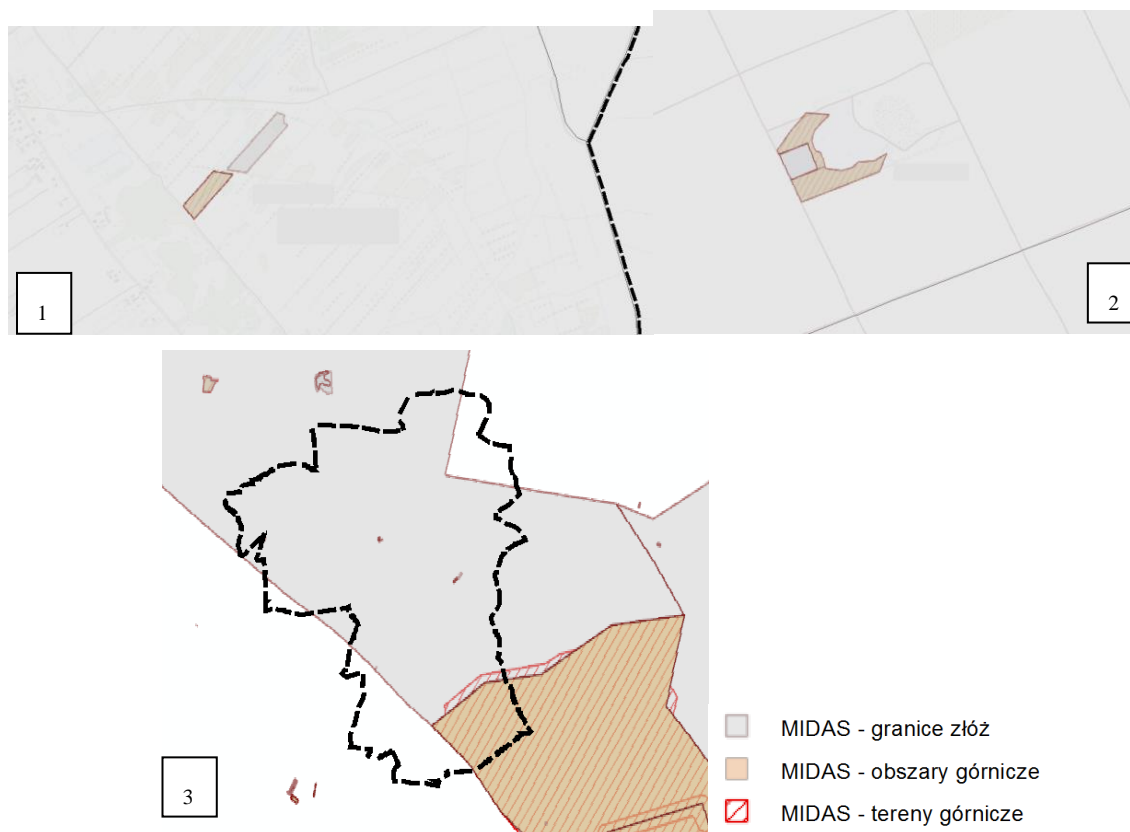 1
2
3
MIDAS - granice złóż
MIDAS - obszary górnicze
MIDAS - tereny górnicze